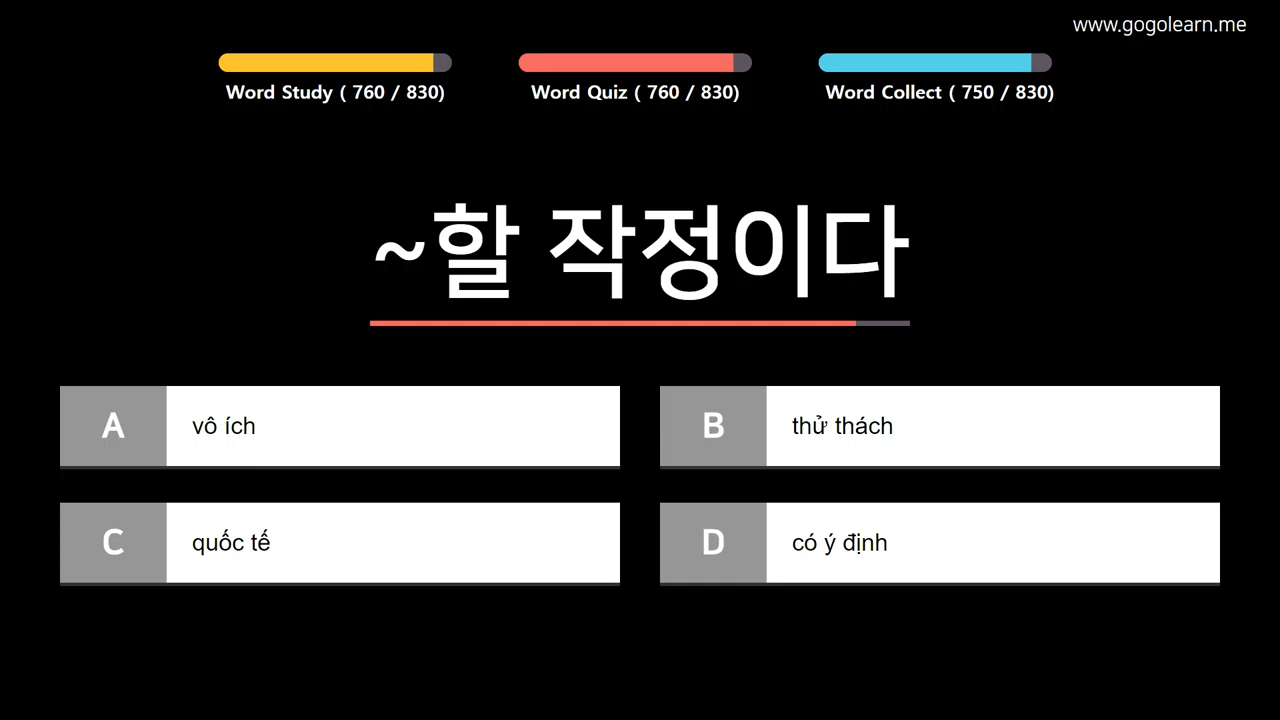 www.gogolearn.me
Word Study ( 760 / 830)
Word Quiz ( 760 / 830)
Word Collect ( 750 / 830)
~할 작정이다
A vô ích
B thử thách
C quốc tế
D có ý định